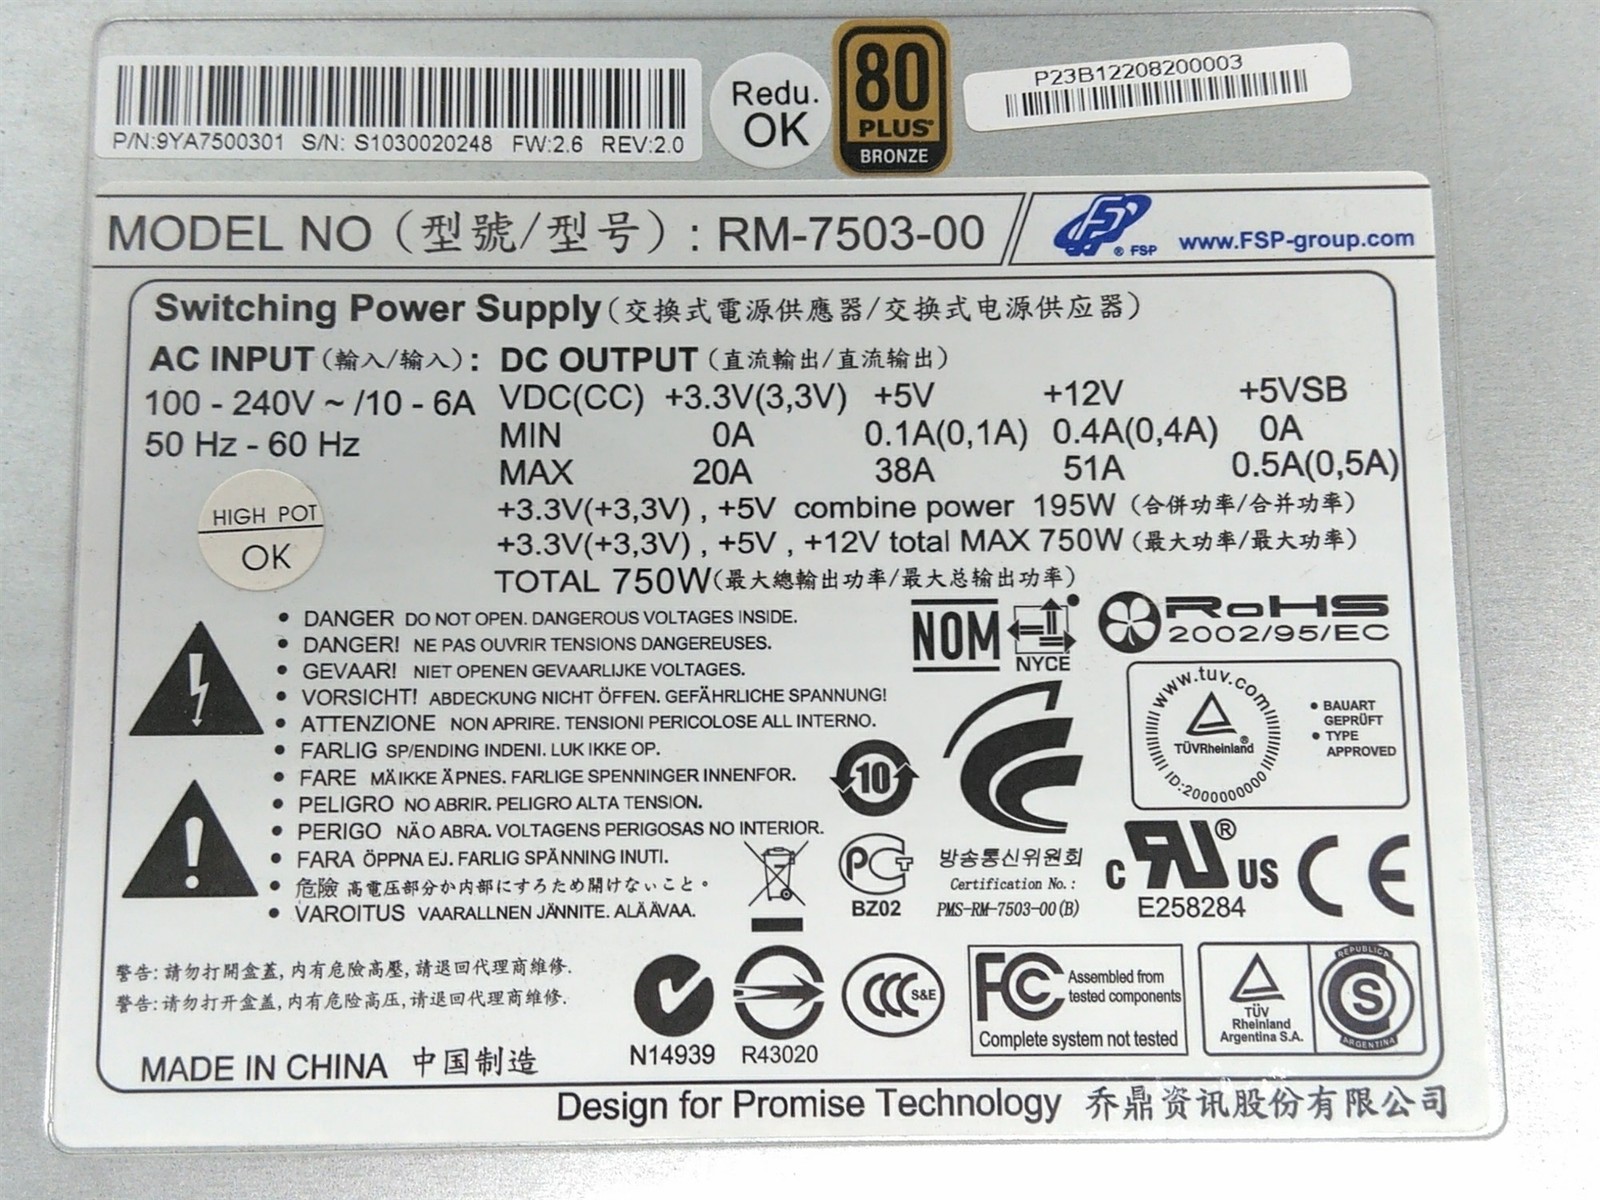 P/N:9YA7500301 S/N: S1030020248 FW:2.6 REV:2.0
Redu.
OK
80
PLUS®
BRONZE
P23B12208200003
MODEL NO (型號/型号) : RM-7503-00
® FSP
www.FSP-group.com
Switching Power Supply (交換式電源供應器/交换式电源供应器)
AC INPUT (輸入/输入) :
100 - 240V ~ /10 - 6A
50 Hz - 60 Hz
DC OUTPUT (直流輸出/直流输出)
VDC(CC) +3.3V(3,3V) +5V +12V +5VSB
MIN 0A 0.1A(0,1A) 0.4A(0,4A) 0A
MAX 20A 38A 51A 0.5A(0,5A)
+3.3V(+3,3V) , +5V combine power 195W (合併功率/合并功率)
+3.3V(+3,3V) , +5V , +12V total MAX 750W (最大功率/最大功率)
TOTAL 750W(最大總輸出功率/最大总输出功率)
HIGH POT
OK
• DANGER DO NOT OPEN. DANGEROUS VOLTAGES INSIDE.
• DANGER! NE PAS OUVRIR TENSIONS DANGEREUSES.
• GEVAAR! NIET OPENEN GEVAARLIJKE VOLTAGES.
• VORSICHT! ABDECKUNG NICHT ÖFFEN. GEFÄHRLICHE SPANNUNG!
• ATTENZIONE NON APRIRE. TENSIONI PERICOLOSE ALL INTERNO.
• FARLIG SP/ENDING INDENI. LUK IKKE OP.
• FARE MÄ IKKE ÄPNES. FARLIGE SPENNINGER INNENFOR.
• PELIGRO NO ABRIR. PELIGRO ALTA TENSION.
• PERIGO NÄO ABRA. VOLTAGENS PERIGOSAS NO INTERIOR.
• FARA ÖPPNA EJ. FARLIG SPÄNNING INUTI.
• 危險 高電圧部分か内部にすろため開けないこと。
• VAROITUS VAARALLNEN JÄNNITE. ALÄÄVAA.
NOM
NYCE
RoHS
2002/95/EC
www.tuv.com
TÜVRheinland®
ID:2000000000
• BAUART
GEPRÜFT
• TYPE
APPROVED
10
PCT
BZ02
방송통신위원회
Certification No.:
PMS-RM-7503-00(B)
C RU® US
E258284
CE
警告: 請勿打開盒蓋, 内有危險高壓, 請退回代理商維修.
警告: 请勿打开盒盖, 内有危险高压, 请退回代理商维修.
N14939
R43020
CCC S&E
FC Assembled from
tested components
Complete system not tested
TÜV
Rheinland
Argentina S.A.
REPUBLICA
S
ARGENTINA
MADE IN CHINA 中国制造
Design for Promise Technology 乔鼎资讯股份有限公司